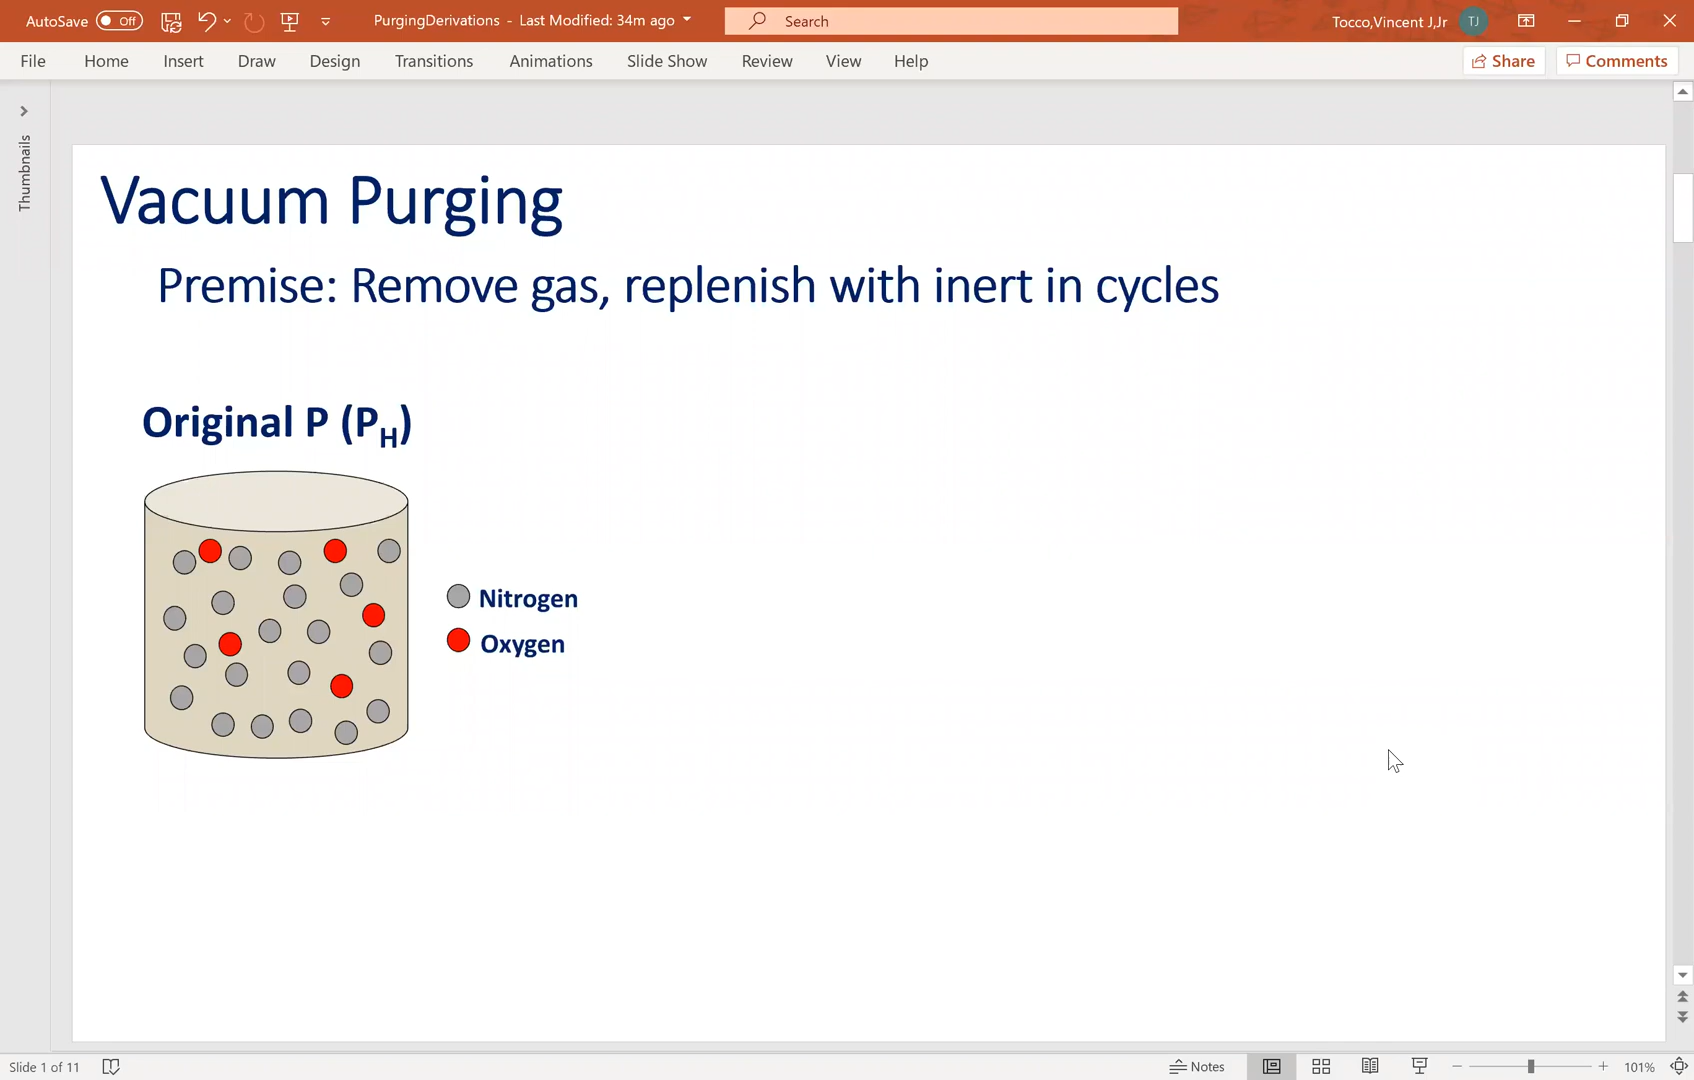 AutoSave Off PurgingDerivations - Last Modified: 34m ago Search Tocco,Vincent J,Jr TJ
File Home Insert Draw Design Transitions Animations Slide Show Review View Help Share Comments
Thumbnails
Vacuum Purging
Premise: Remove gas, replenish with inert in cycles
Original P (PH)
Nitrogen
Oxygen
Slide 1 of 11 Notes 101%